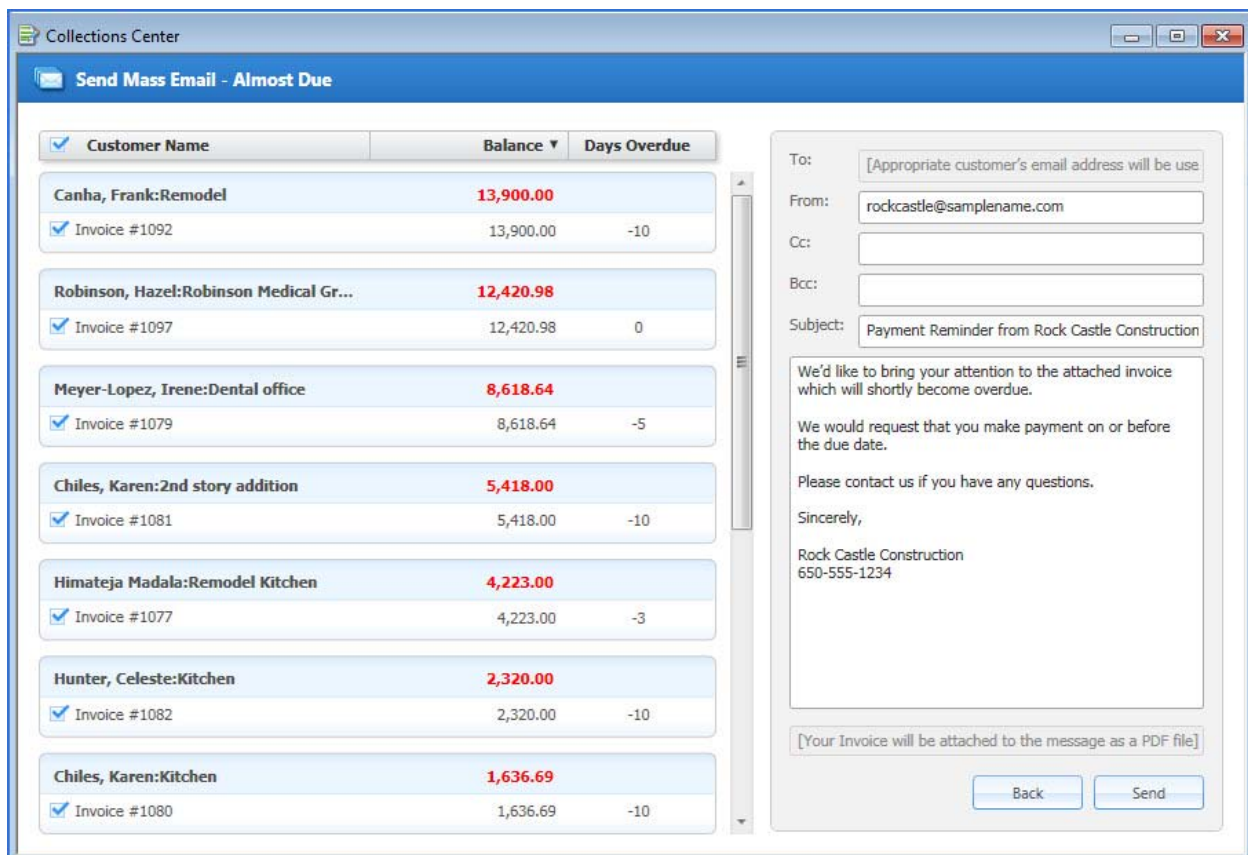 Collections Center
Send Mass Email - Almost Due
Customer Name Balance ▼ Days Overdue
Canha, Frank:Remodel 13,900.00
Invoice #1092 13,900.00 -10
Robinson, Hazel:Robinson Medical Gr... 12,420.98
Invoice #1097 12,420.98 0
Meyer-Lopez, Irene:Dental office 8,618.64
Invoice #1079 8,618.64 -5
Chiles, Karen:2nd story addition 5,418.00
Invoice #1081 5,418.00 -10
Himateja Madala:Remodel Kitchen 4,223.00
Invoice #1077 4,223.00 -3
Hunter, Celeste:Kitchen 2,320.00
Invoice #1082 2,320.00 -10
Chiles, Karen:Kitchen 1,636.69
Invoice #1080 1,636.69 -10
To: [Appropriate customer's email address will be use
From: rockcastle@samplename.com
Cc:
Bcc:
Subject: Payment Reminder from Rock Castle Construction
We'd like to bring your attention to the attached invoice
which will shortly become overdue.
We would request that you make payment on or before
the due date.
Please contact us if you have any questions.
Sincerely,
Rock Castle Construction
650-555-1234
[Your Invoice will be attached to the message as a PDF file]
Back Send